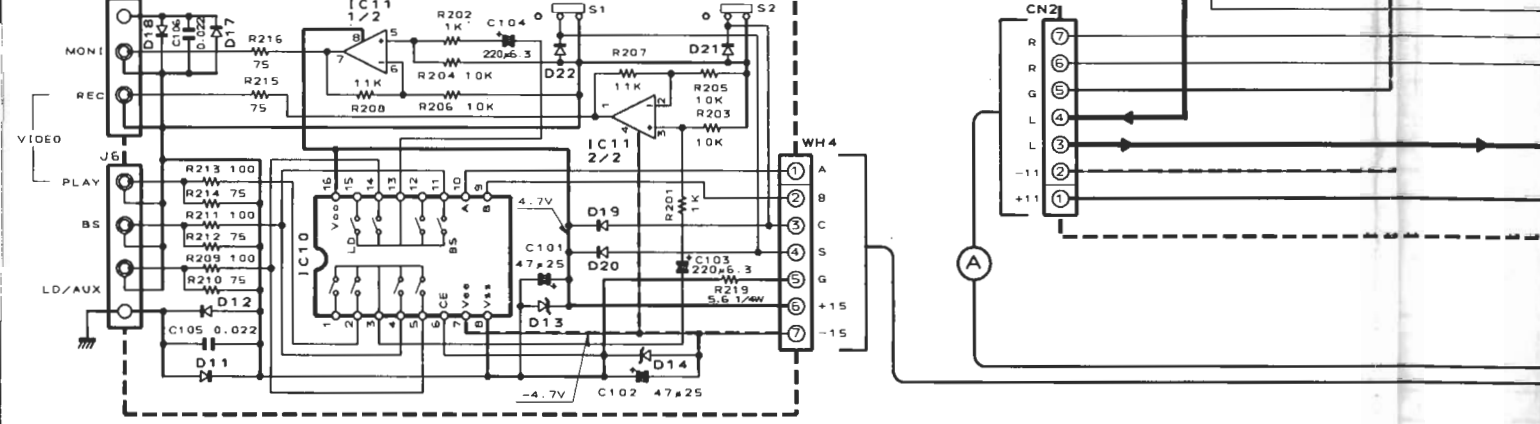 IC11
1/2
R202
1K
C104
220µ6.3
S1
S2
CN2
D18
C106
0.022
D17
R216
75
8
5
7
6
MONI
R204 10K
D22
R207
D21
11K
R208
R206 10K
11K
R205
10K
R203
10K
R215
75
REC
1
2
4
3
IC11
2/2
VIDEO
J6
WH4
R213 100
PLAY
R214 75
R211 100
BS
R212 75
R209 100
R210 75
LD/AUX
D12
C105 0.022
D11
16
15
14
13
12
11
10
9
LD
BS
A
B
IC10
CE
Vee
Vss
1
2
3
4
5
6
7
8
4.7V
D19
C101
47µ25
D20
D13
R201
1K
C103
220µ6.3
R219
5.6 1/4W
D14
C102 47µ25
-4.7V
1 A
2 B
3 C
4 S
5 G
6 +15
7 -15
A
R 7
R 6
G 5
L 4
L 3
-11 2
+11 1